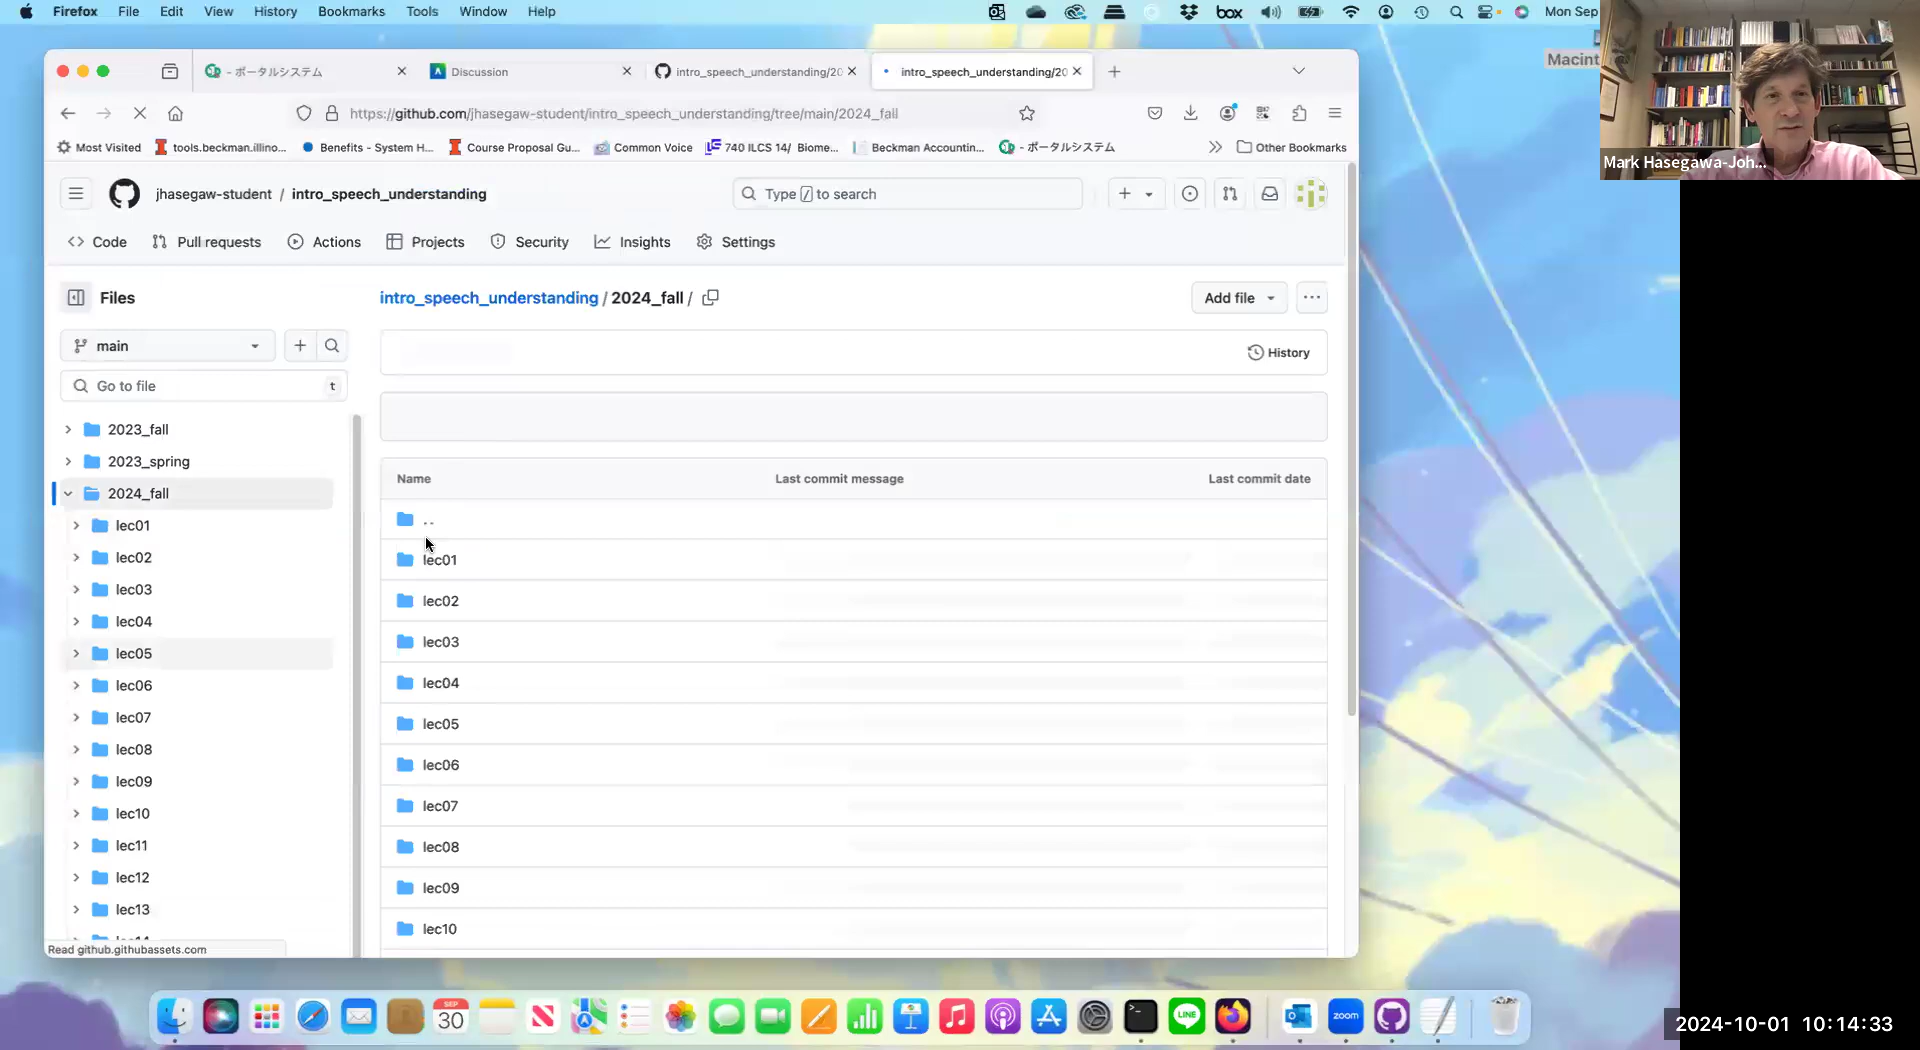 Firefox File Edit View History Bookmarks Tools Window Help
box
Mon Sep
Macint
- ポータルシステム
Discussion
intro_speech_understanding/20
intro_speech_understanding/20
https://github.com/jhasegaw-student/intro_speech_understanding/tree/main/2024_fall
Most Visited
tools.beckman.illino...
Benefits - System H...
Course Proposal Gu...
Common Voice
740 ILCS 14/ Biome...
Beckman Accountin...
- ポータルシステム
Other Bookmarks
Mark Hasegawa-Joh...
jhasegaw-student / intro_speech_understanding
Type / to search
Code
Pull requests
Actions
Projects
Security
Insights
Settings
Files
intro_speech_understanding / 2024_fall /
Add file
main
History
Go to file
t
2023_fall
2023_spring
2024_fall
lec01
lec02
lec03
lec04
lec05
lec06
lec07
lec08
lec09
lec10
lec11
lec12
lec13
Name
Last commit message
Last commit date
..
lec01
lec02
lec03
lec04
lec05
lec06
lec07
lec08
lec09
lec10
Read github.githubassets.com
SEP
30
LINE
zoom
2024-10-01 10:14:33